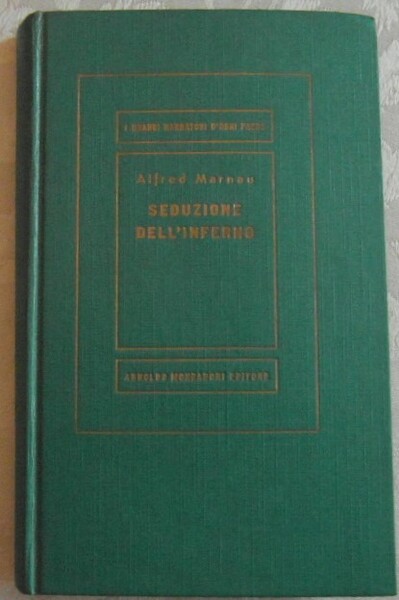 I GRANDI NARRATORI D'OGNI PAESE
Alfred Marnau
SEDUZIONE
DELL'INFERNO
ARNOLDO MONDADORI EDITORE